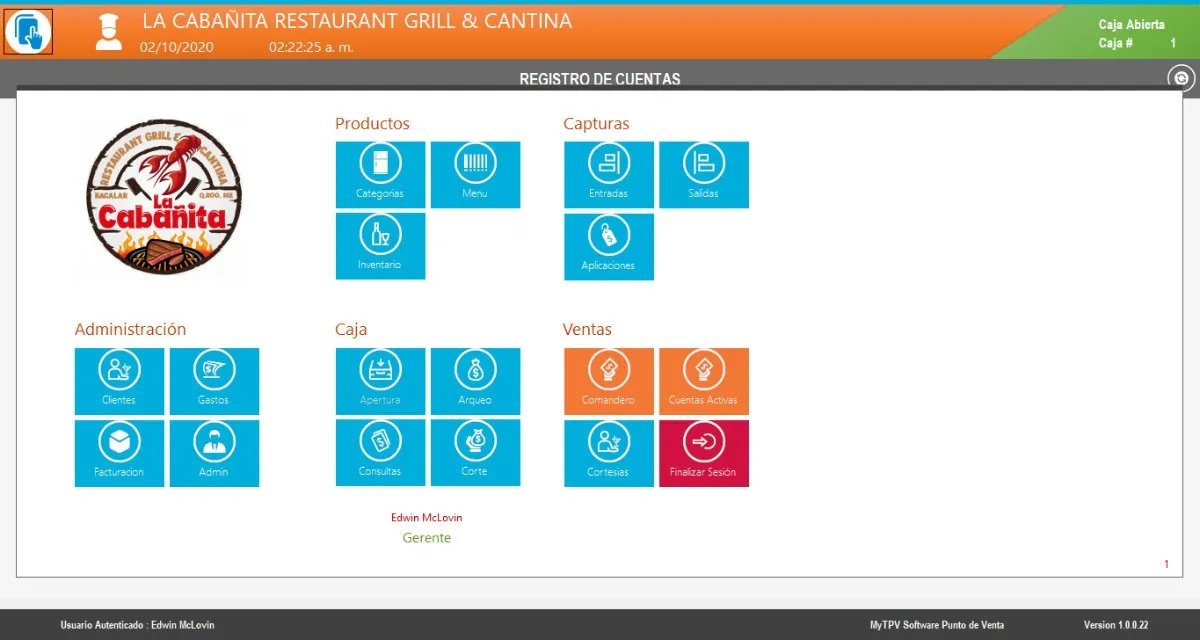 LA CABAÑITA RESTAURANT GRILL & CANTINA
02/10/2020 02:22:25 a. m.
Caja Abierta
Caja # 1
REGISTRO DE CUENTAS
RESTAURANT GRILL E CANTINA
BACALAR Q.ROO. MX
La
Cabañita
Productos
Categorias
Menu
Inventario
Capturas
Entradas
Salidas
Aplicaciones
Administración
Clientes
Gastos
Facturacion
Admin
Caja
Apertura
Arqueo
Consultas
Corte
Ventas
Comandero
Cuentas Activas
Cortesias
Finalizar Sesión
Edwin McLovin
Gerente
1
Usuario Autenticado : Edwin McLovin
MyTPV Software Punto de Venta
Version 1.0.0.22